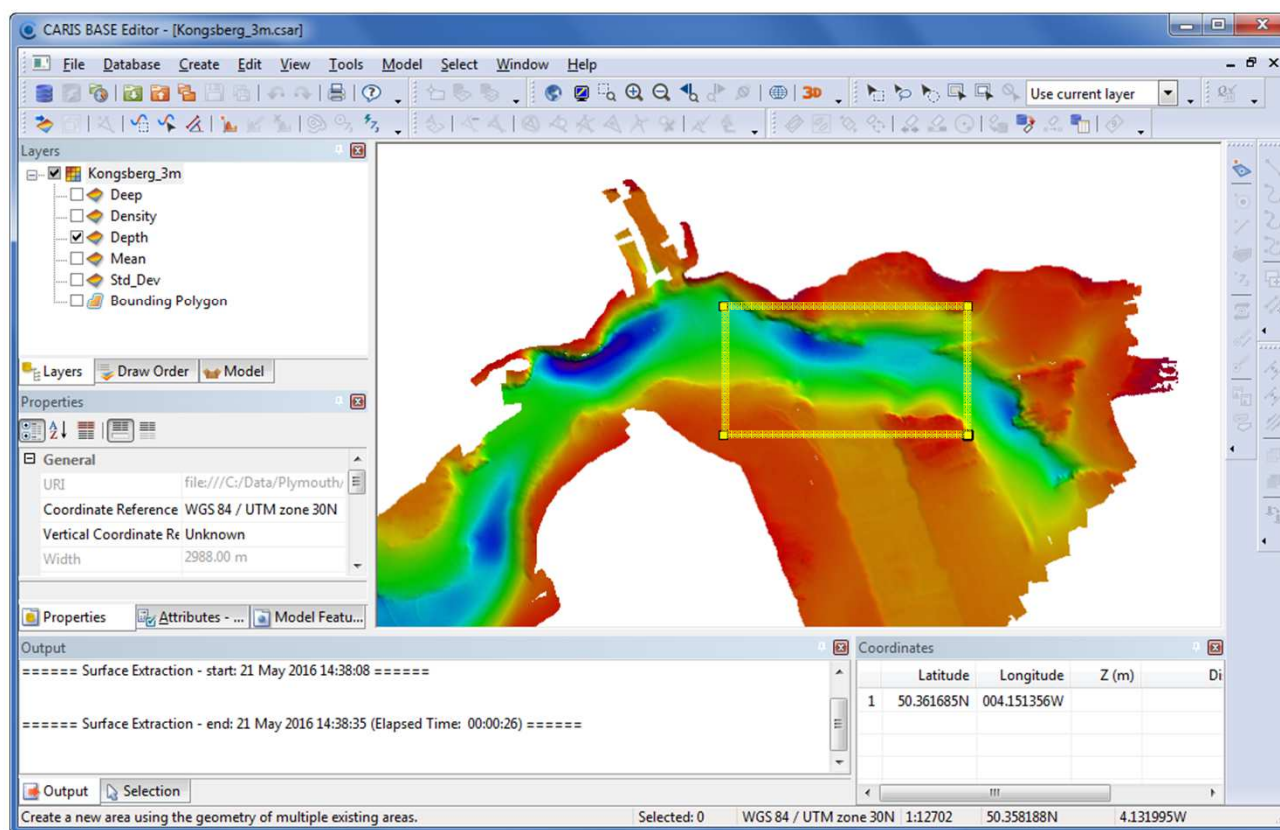 CARIS BASE Editor - [Kongsberg_3m.csar]
File Database Create Edit View Tools Model Select Window Help
3D
Use current layer
Layers
Kongsberg_3m
Deep
Density
Depth
Mean
Std_Dev
Bounding Polygon
Layers Draw Order Model
Properties
General
URI file:///C:/Data/Plymouth/
Coordinate Reference WGS 84 / UTM zone 30N
Vertical Coordinate Re Unknown
Width 2988.00 m
Properties Attributes - ... Model Featu...
Output
====== Surface Extraction - start: 21 May 2016 14:38:08 ======
====== Surface Extraction - end: 21 May 2016 14:38:35 (Elapsed Time: 00:00:26) ======
Output Selection
Coordinates
Latitude Longitude Z (m) Di
1 50.361685N 004.151356W
Create a new area using the geometry of multiple existing areas. Selected: 0 WGS 84 / UTM zone 30N 1:12702 50.358188N 4.131995W